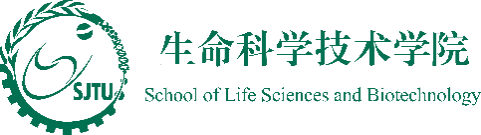 SJTU
生命科学技术学院
School of Life Sciences and Biotechnology